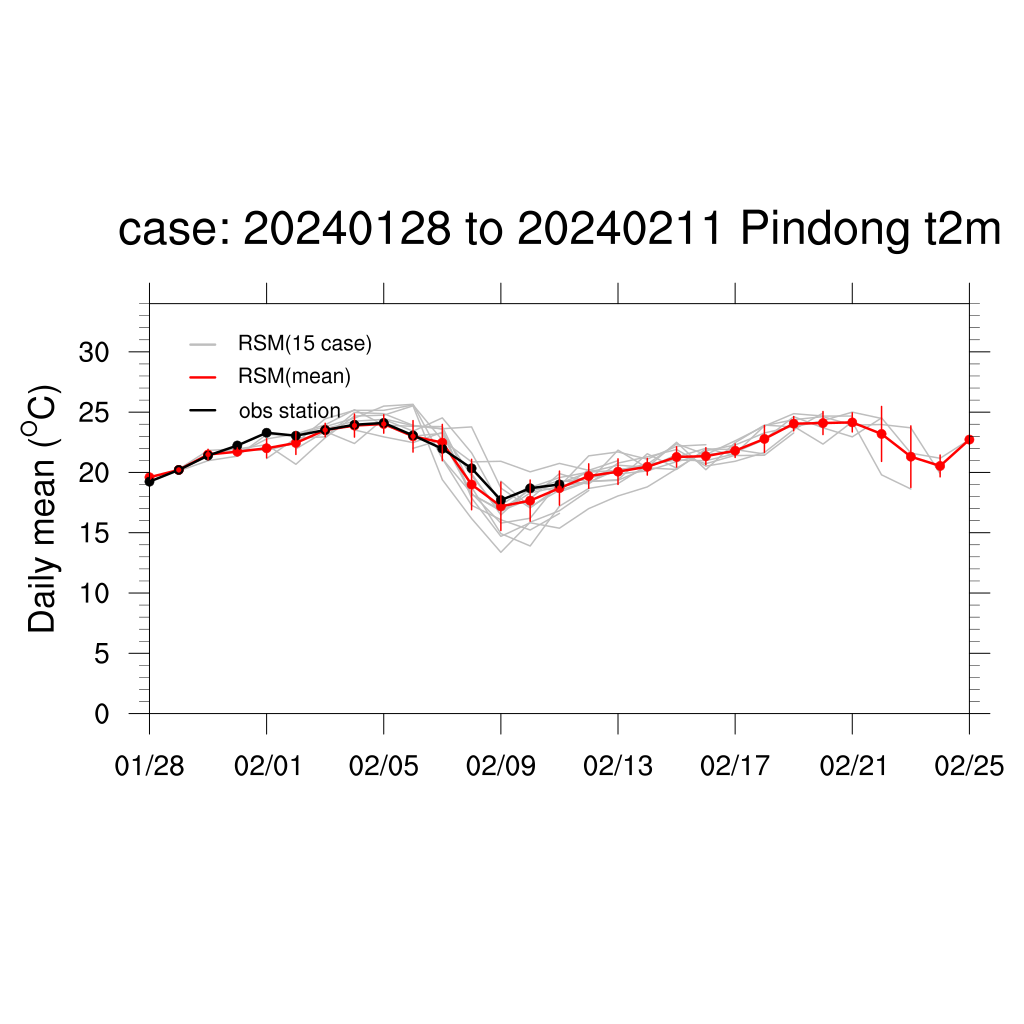 case: 20240128 to 20240211 Pindong t2m
RSM(15 case)
RSM(mean)
obs station
Daily mean (°C)
30
25
20
15
10
5
0
01/28 02/01 02/05 02/09 02/13 02/17 02/21 02/25